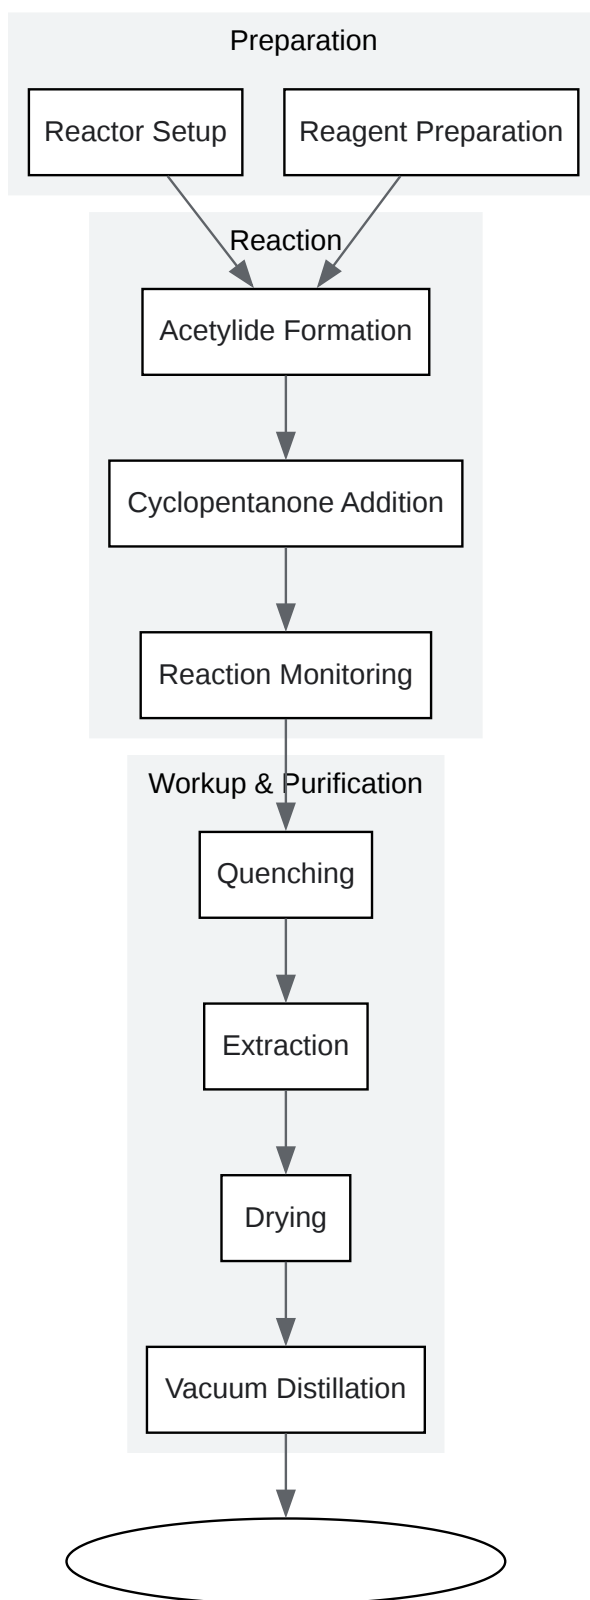 Preparation
Reactor Setup
Reagent Preparation
Reaction
Acetylide Formation
Cyclopentanone Addition
Reaction Monitoring
Workup & Purification
Quenching
Extraction
Drying
Vacuum Distillation